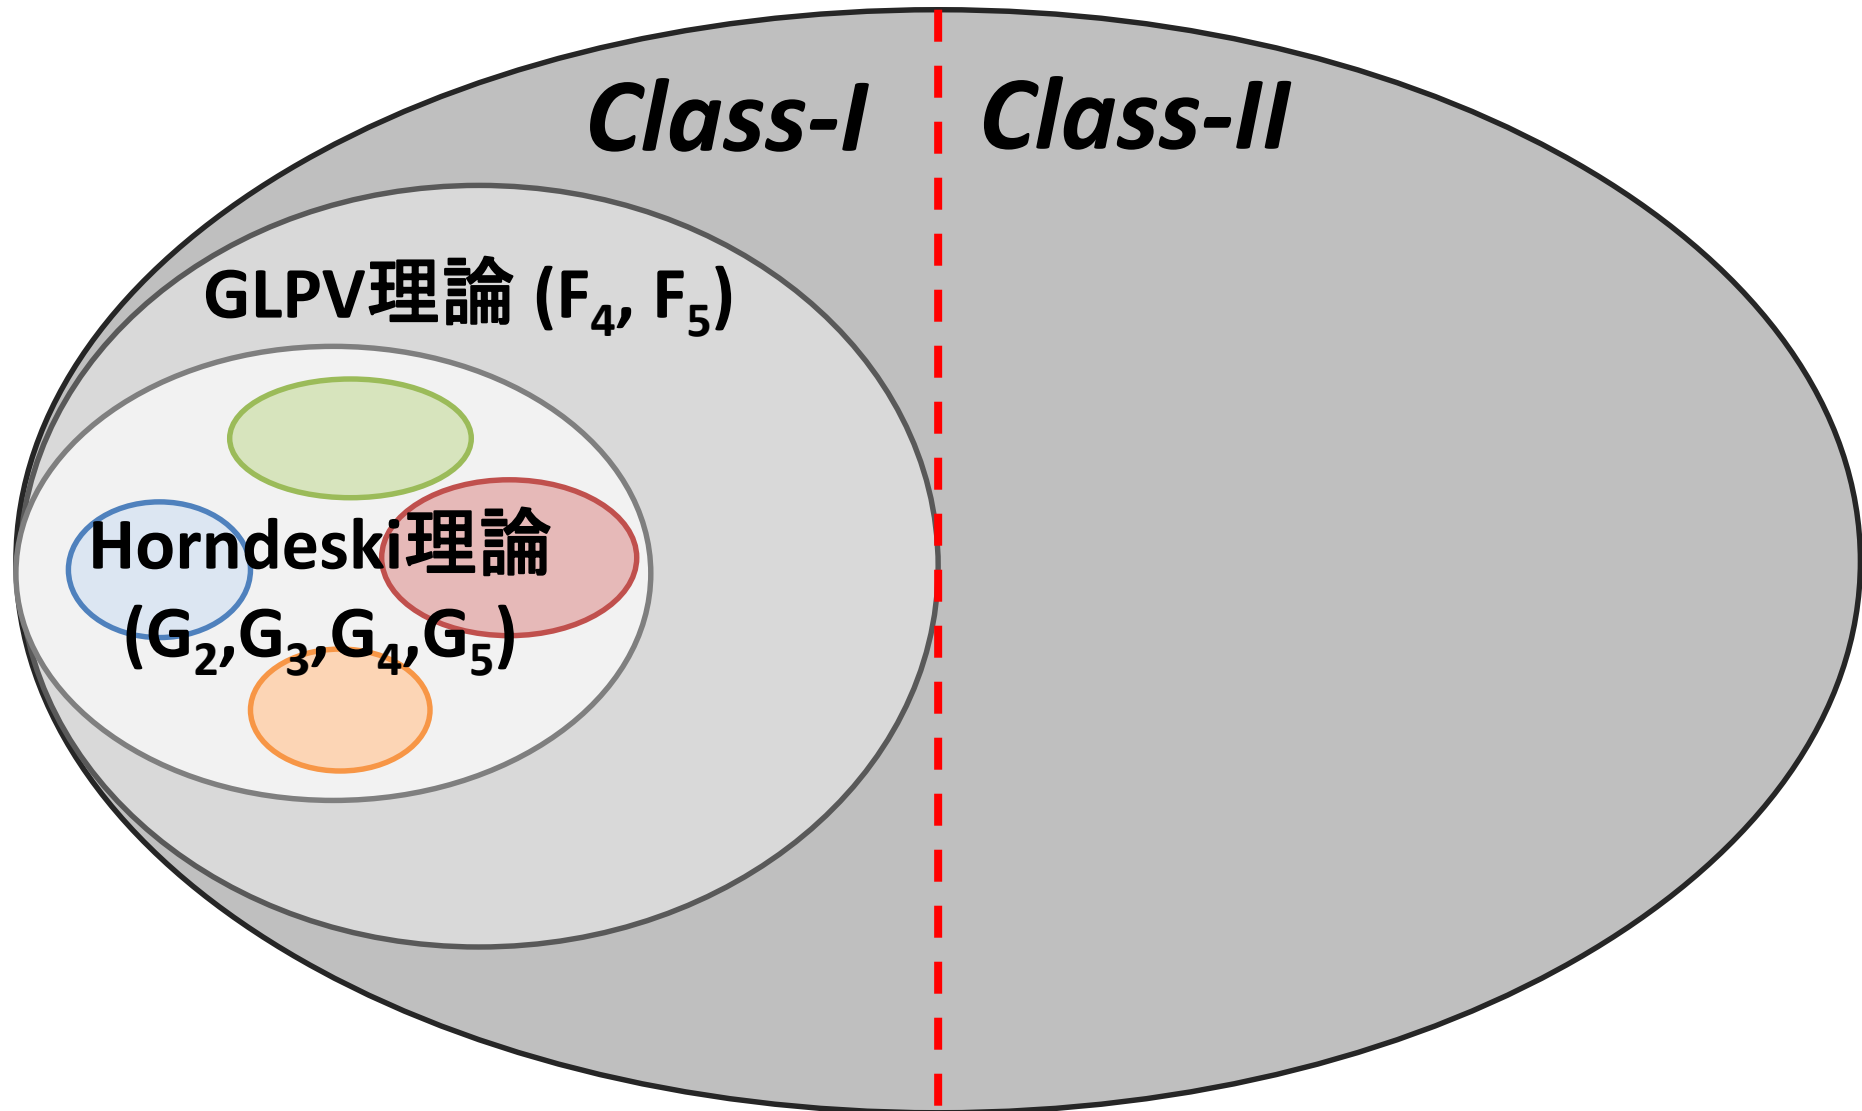 Class-I
Class-II
GLPV理論 (F₄, F₅)
Horndeski理論
(G₂,G₃,G₄,G₅)